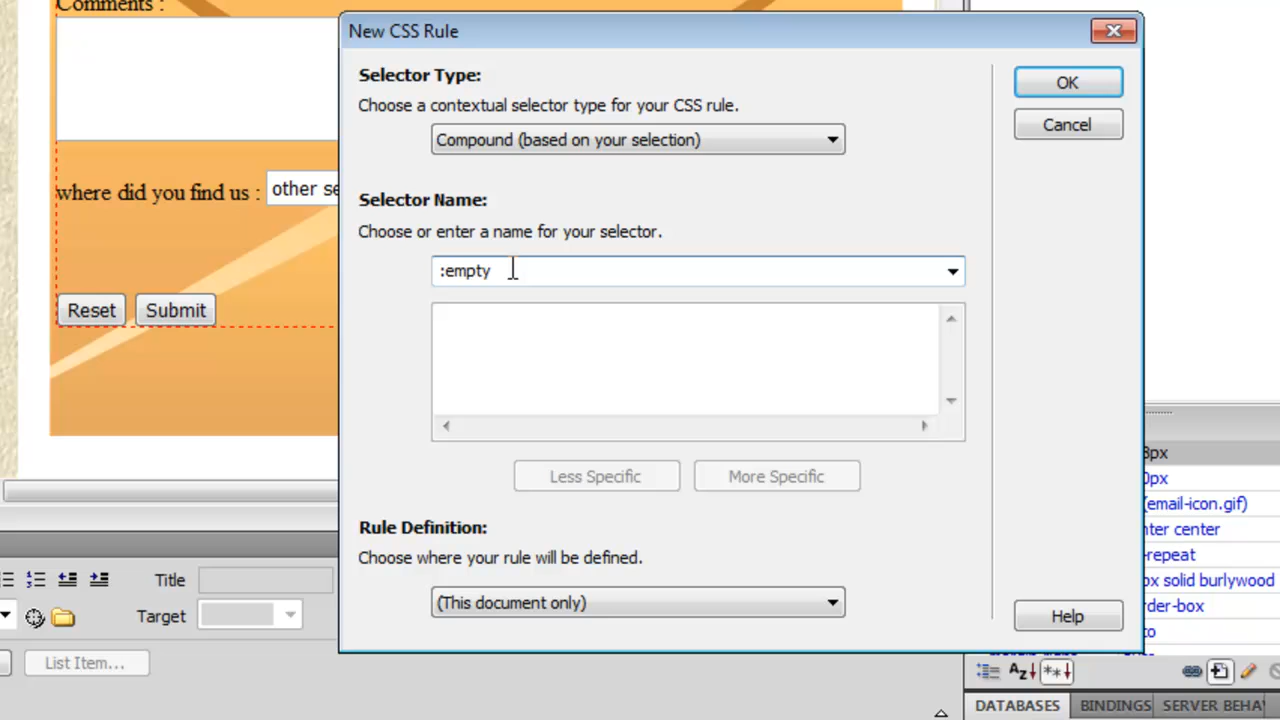 Comments :
New CSS Rule
Selector Type:
Choose a contextual selector type for your CSS rule.
Compound (based on your selection)
OK
Cancel
where did you find us :
other se
Selector Name:
Choose or enter a name for your selector.
:empty
Reset
Submit
Less Specific
More Specific
Rule Definition:
Choose where your rule will be defined.
(This document only)
Help
(email-icon.gif)
nter center
-repeat
ox solid burlywood
rder-box
Title
Target
List Item...
DATABASES
BINDINGS
SERVER BEHA